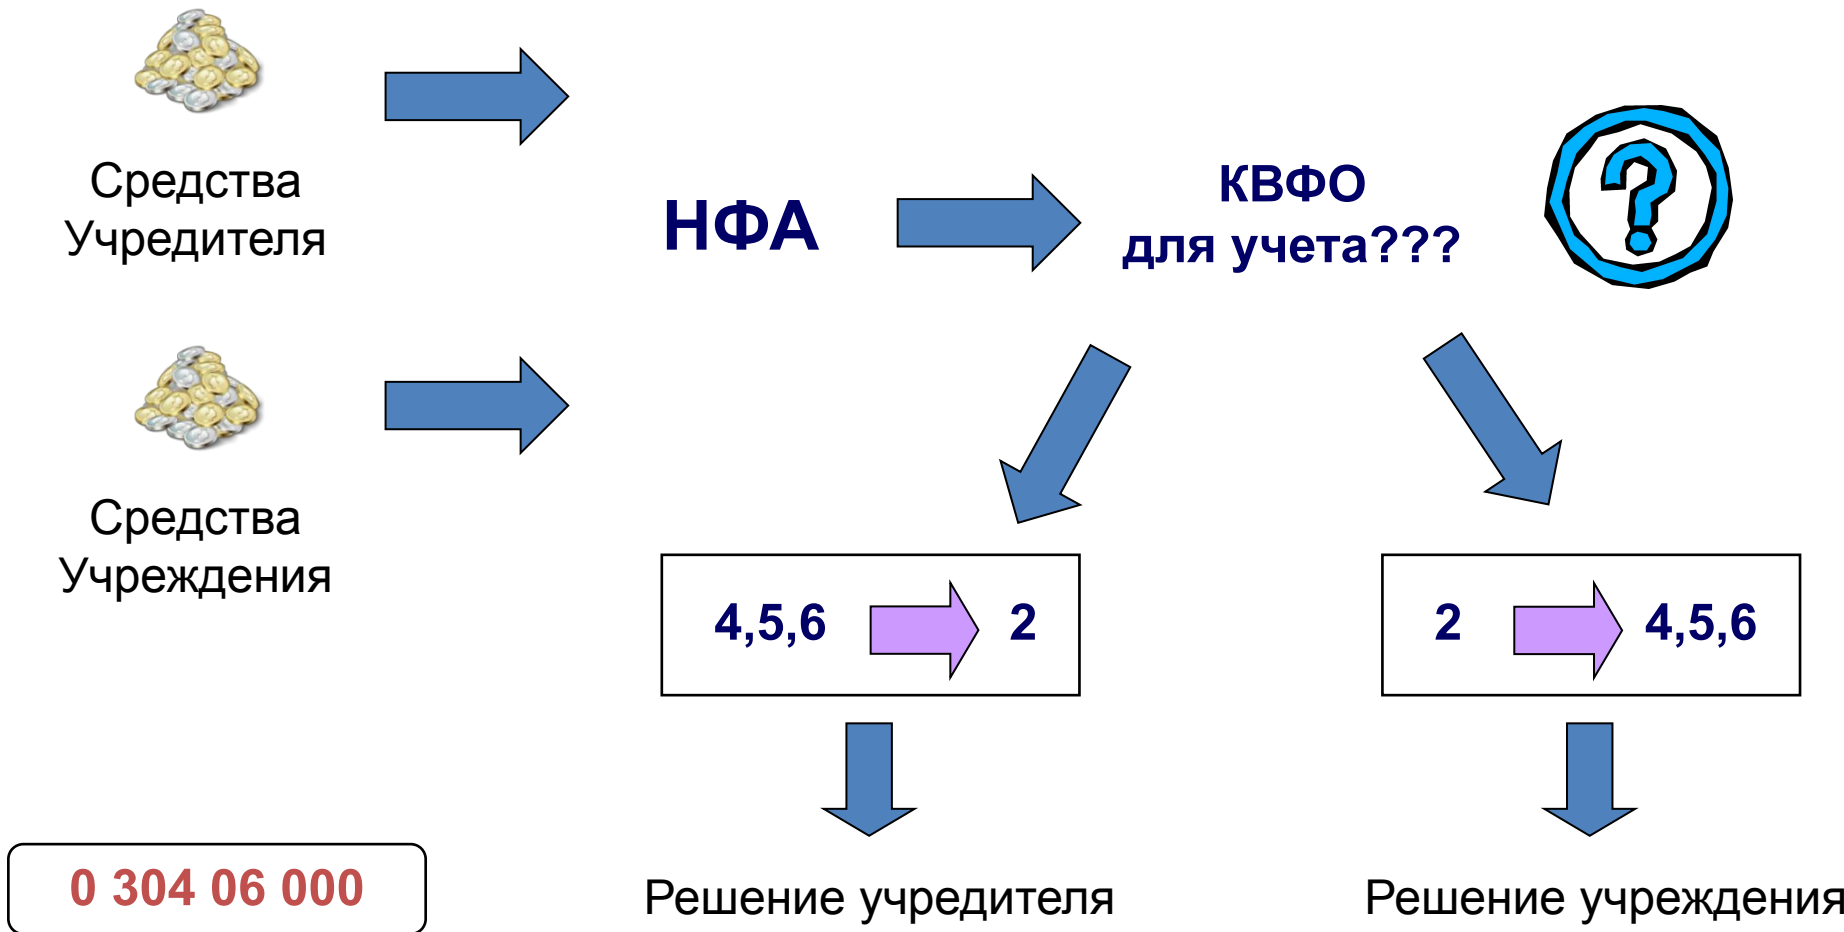 Средства
Учредителя
НФА
КВФО
для учета???
?
Средства
Учреждения
4,5,6 2
2 4,5,6
0 304 06 000
Решение учредителя
Решение учреждения